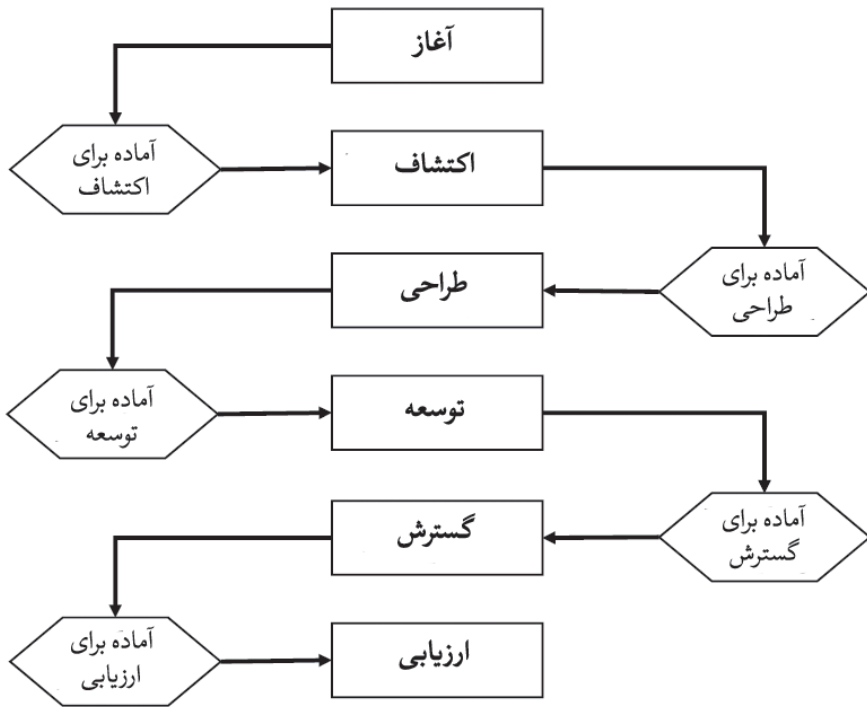 آغاز
آماده برای
اکتشاف
اکتشاف
آماده برای
طراحی
طراحی
آماده برای
توسعه
توسعه
آماده برای
گسترش
گسترش
آماده برای
ارزیابی
ارزیابی